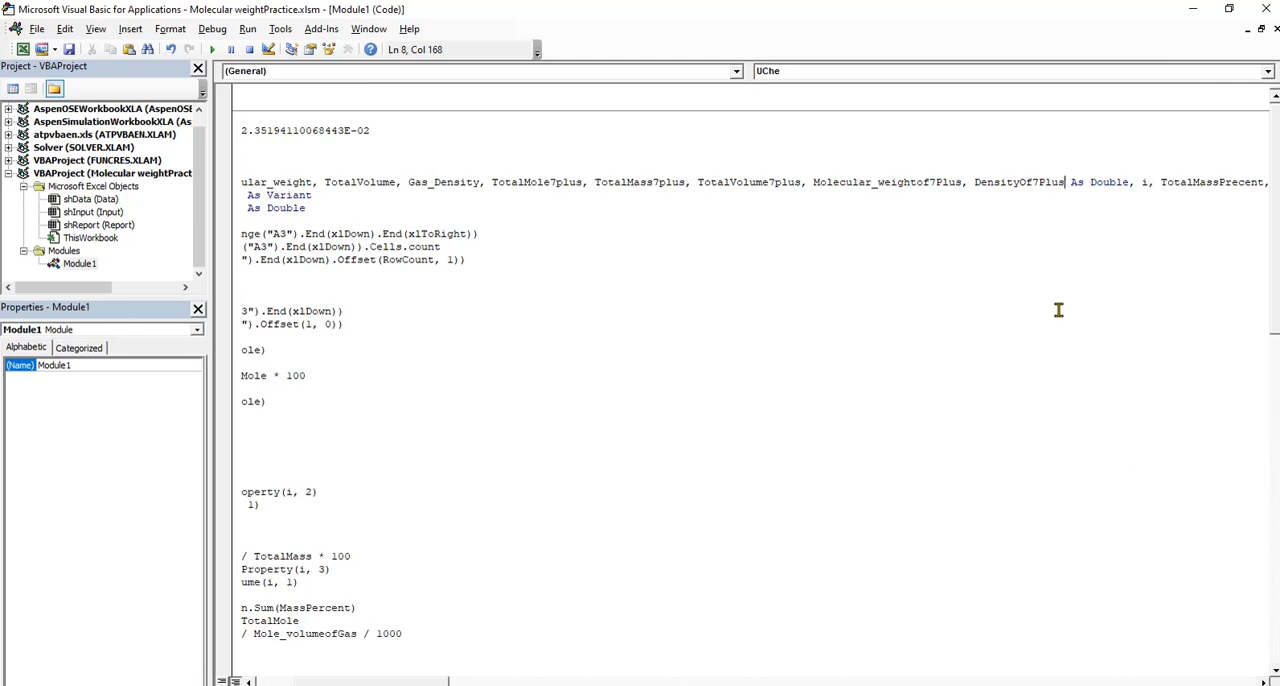 Microsoft Visual Basic for Applications - Molecular weightPractice.xlsm - [Module1 (Code)]
File Edit View Insert Format Debug Run Tools Add-Ins Window Help
Ln 8, Col 168
Project - VBAProject
(General)
UChe
AspenOSEWorkbookXLA (AspenOSE
AspenSimulationWorkbookXLA (As
atpvbaen.xls (ATPVBAEN.XLAM)
Solver (SOLVER.XLAM)
VBAProject (FUNCRES.XLAM)
VBAProject (Molecular weightPract
Microsoft Excel Objects
shData (Data)
shInput (Input)
shReport (Report)
ThisWorkbook
Modules
Module1
Properties - Module1
Module1 Module
Alphabetic Categorized
(Name) Module1
2.35194110068443E-02
ular_weight, TotalVolume, Gas_Density, TotalMole7plus, TotalMass7plus, TotalVolume7plus, Molecular_weightof7Plus, DensityOf7Plus As Double, i, TotalMassPrecent,
As Variant
As Double
nge("A3").End(xlDown).End(xlToRight))
("A3").End(xlDown)).Cells.count
").End(xlDown).Offset(RowCount, 1))
3").End(xlDown))
").Offset(1, 0))
ole)
Mole * 100
ole)
operty(i, 2)
1)
/ TotalMass * 100
Property(i, 3)
ume(i, 1)
n.Sum(MassPercent)
TotalMole
/ Mole_volumeofGas / 1000